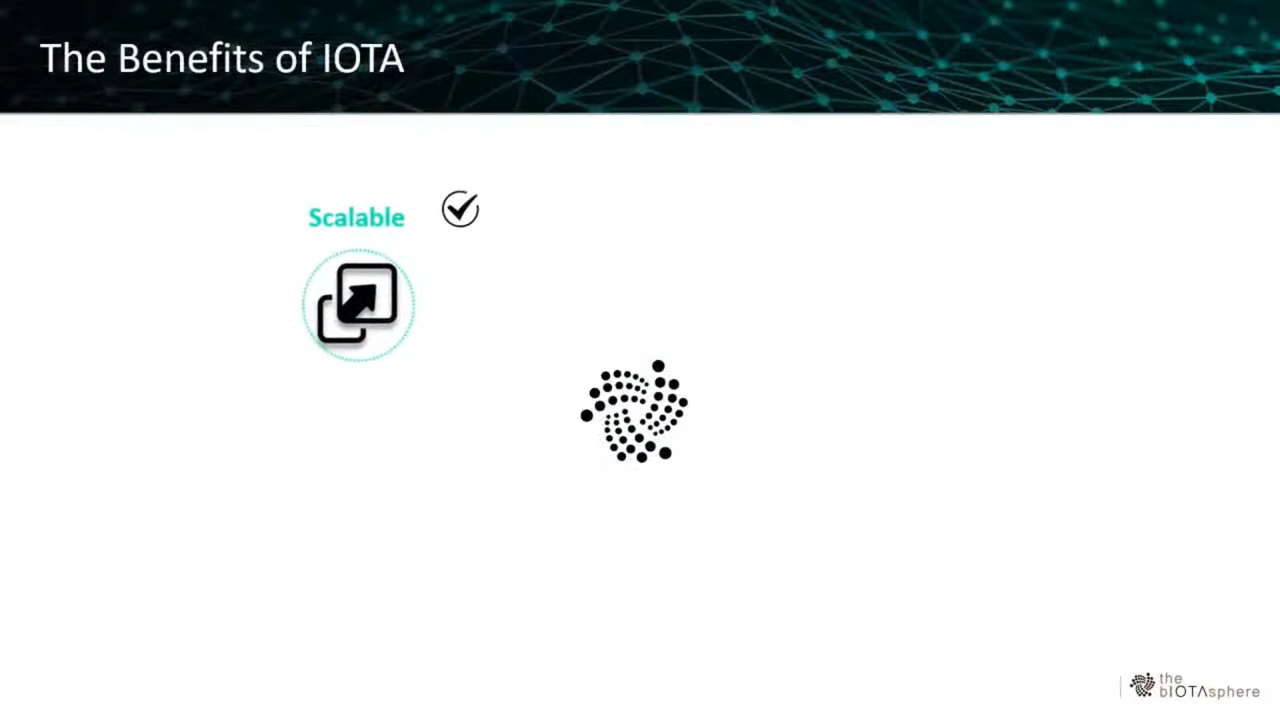 The Benefits of IOTA
Scalable
the
bIOTAsphere